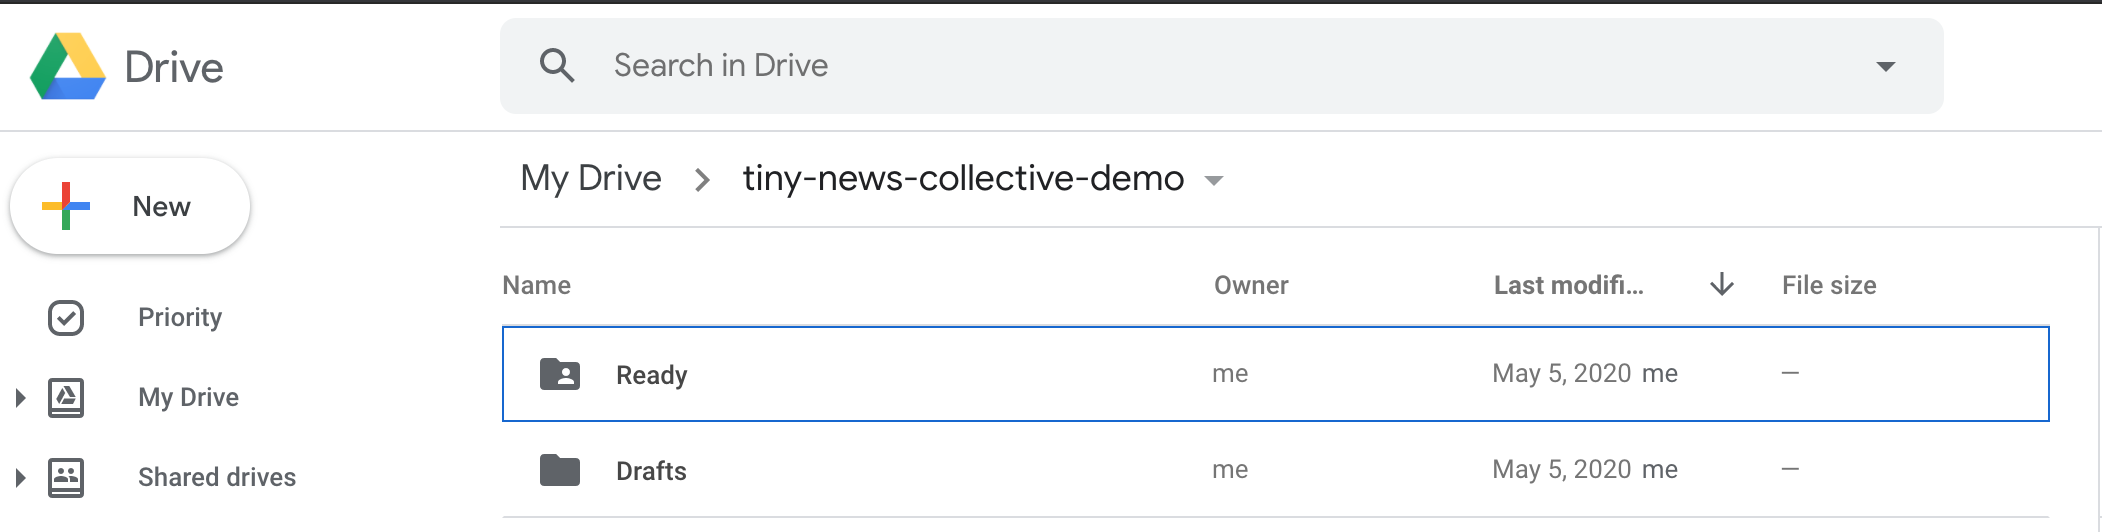 Drive
Search in Drive
My Drive > tiny-news-collective-demo
New
Name Owner Last modifi... File size
Priority
Ready me May 5, 2020 me —
My Drive
Drafts me May 5, 2020 me —
Shared drives